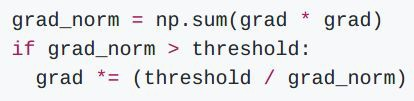 grad_norm = np.sum(grad * grad)
if grad_norm > threshold:
  grad *= (threshold / grad_norm)